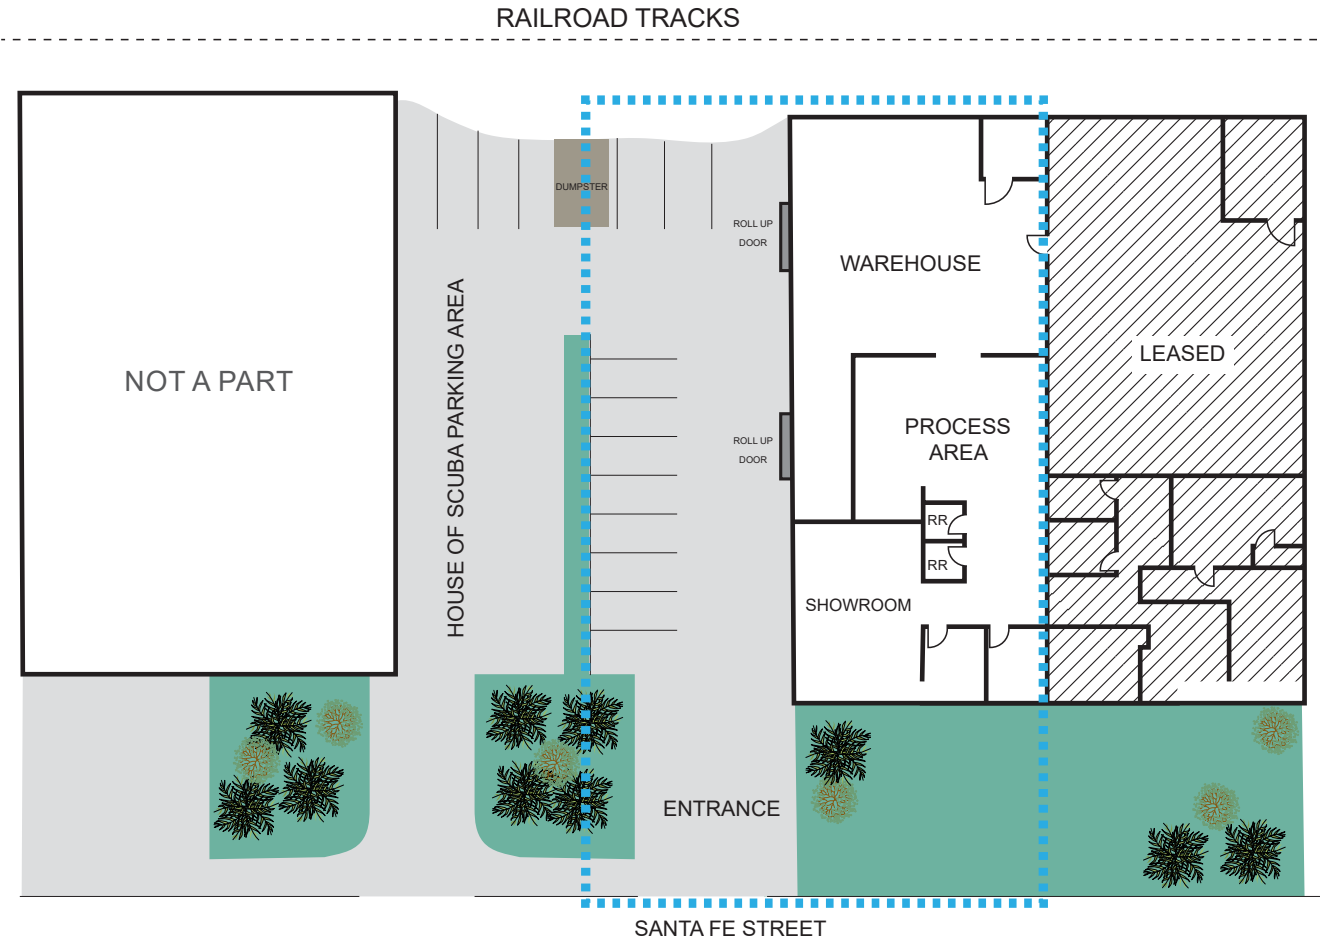 RAILROAD TRACKS
DUMPSTER
ROLL UP
DOOR
WAREHOUSE
HOUSE OF SCUBA PARKING AREA
LEASED
NOT A PART
PROCESS
AREA
ROLL UP
DOOR
RR
RR
SHOWROOM
ENTRANCE
SANTA FE STREET